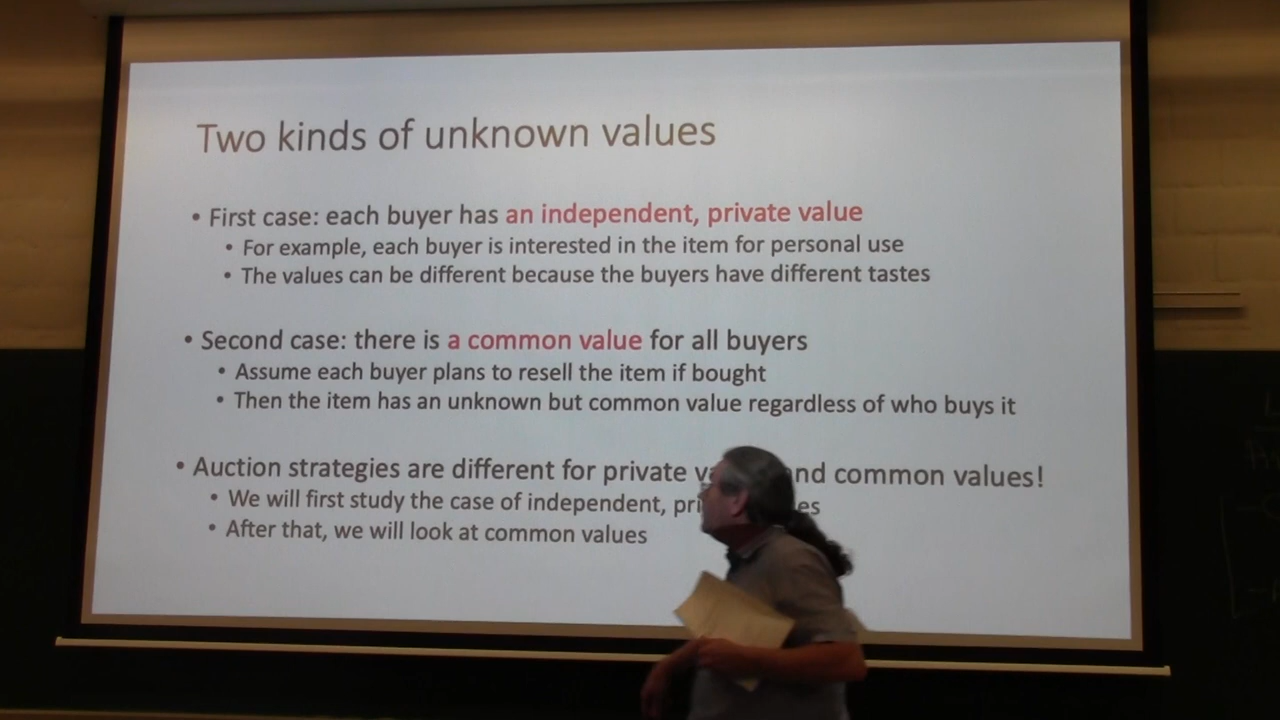 Two kinds of unknown values
• First case: each buyer has an independent, private value
• For example, each buyer is interested in the item for personal use
• The values can be different because the buyers have different tastes
• Second case: there is a common value for all buyers
• Assume each buyer plans to resell the item if bought
• Then the item has an unknown but common value regardless of who buys it
• Auction strategies are different for private and common values!
• We will first study the case of independent,
• After that, we will look at common values